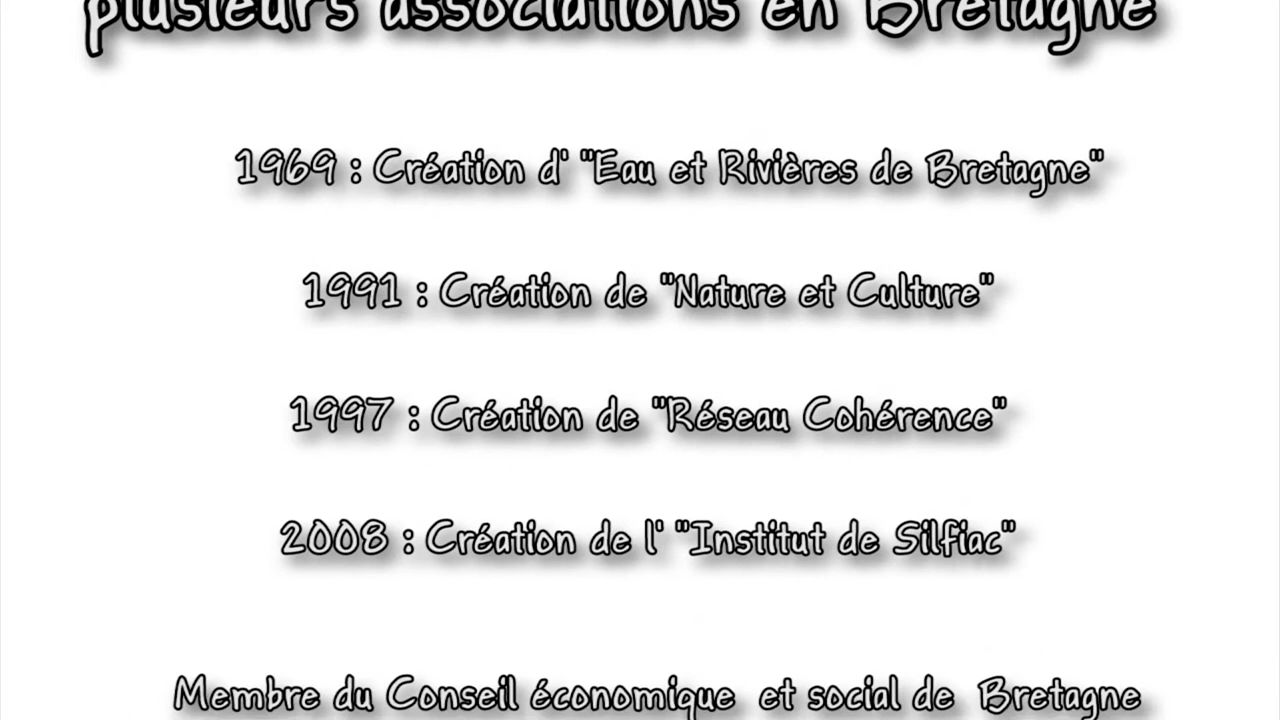 plusieurs associations en Bretagne
1969 : Création d' "Eau et Rivières de Bretagne"
1991 : Création de "Nature et Culture"
1997 : Création de "Réseau Cohérence"
2008 : Création de l' "Institut de Silfiac"
Membre du Conseil économique et social de Bretagne